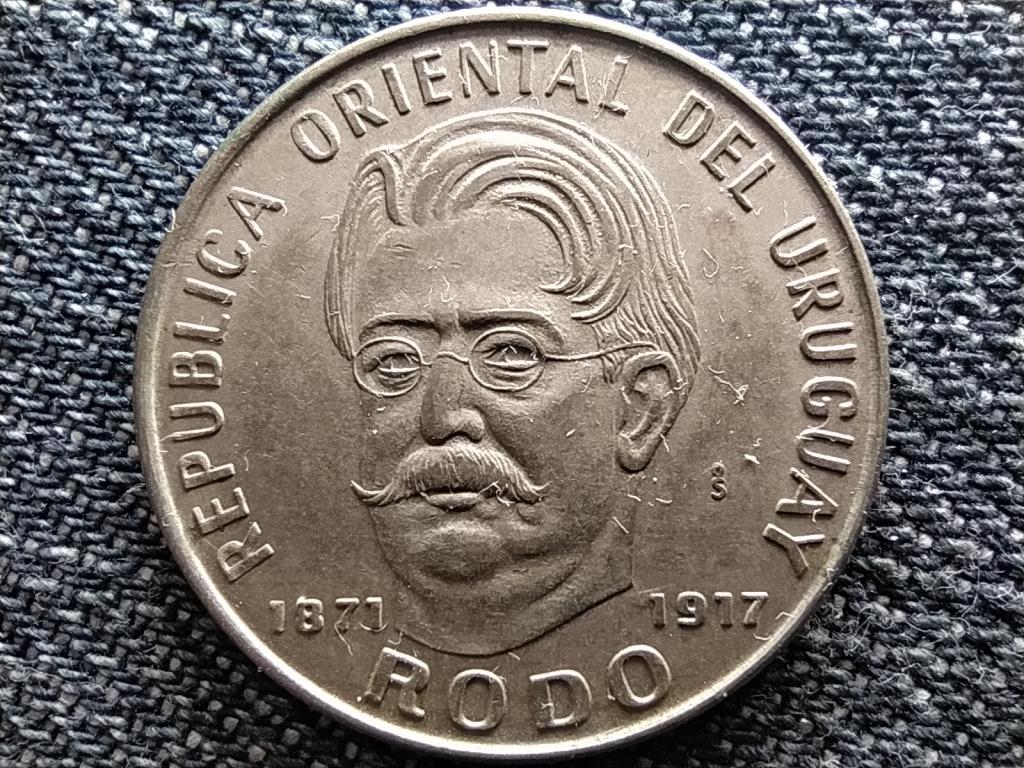 REPUBLICA ORIENTAL DEL URUGUAY
1871 1917
RODO